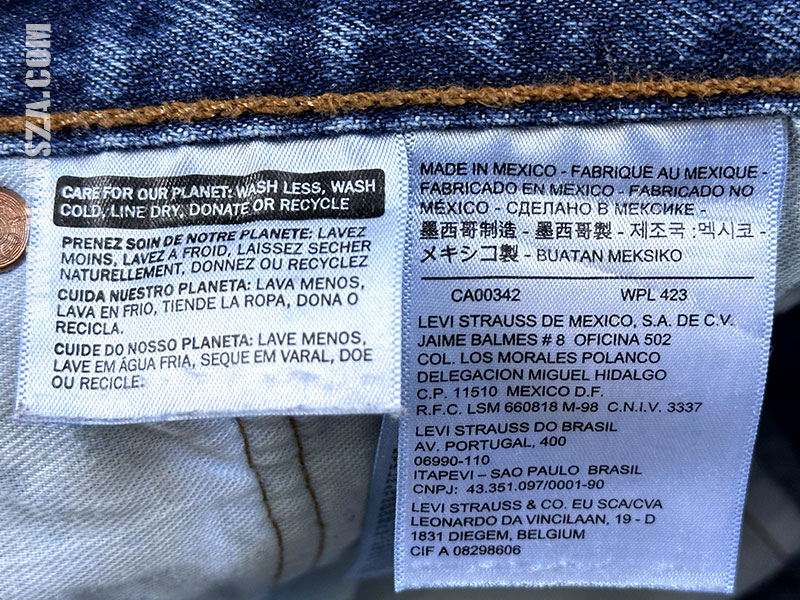 SZZA.COM
CARE FOR OUR PLANET: WASH LESS, WASH
COLD, LINE DRY, DONATE OR RECYCLE
PRENEZ SOIN DE NOTRE PLANETE: LAVEZ
MOINS, LAVEZ A FROID, LAISSEZ SECHER
NATURELLEMENT, DONNEZ OU RECYCLEZ
CUIDA NUESTRO PLANETA: LAVA MENOS,
LAVA EN FRIO, TIENDE LA ROPA, DONA O
RECICLA.
CUIDE DO NOSSO PLANETA: LAVE MENOS,
LAVE EM ÁGUA FRIA, SEQUE EM VARAL, DOE
OU RECICLE.
MADE IN MEXICO - FABRIQUE AU MEXIQUE -
FABRICADO EN MÉXICO - FABRICADO NO
MÉXICO - СДЕЛАНО В МЕКСИКЕ -
墨西哥制造 - 墨西哥製 - 제조국 :멕시코 -
メキシコ製 - BUATAN MEKSIKO
CA00342 WPL 423
LEVI STRAUSS DE MEXICO, S.A. DE C.V.
JAIME BALMES # 8 OFICINA 502
COL. LOS MORALES POLANCO
DELEGACION MIGUEL HIDALGO
C.P. 11510 MEXICO D.F.
R.F.C. LSM 660818 M-98 C.N.I.V. 3337
LEVI STRAUSS DO BRASIL
AV. PORTUGAL, 400
06990-110
ITAPEVI – SAO PAULO BRASIL
CNPJ: 43.351.097/0001-90
LEVI STRAUSS & CO. EU SCA/CVA
LEONARDO DA VINCILAAN, 19 - D
1831 DIEGEM, BELGIUM
CIF A 08298606